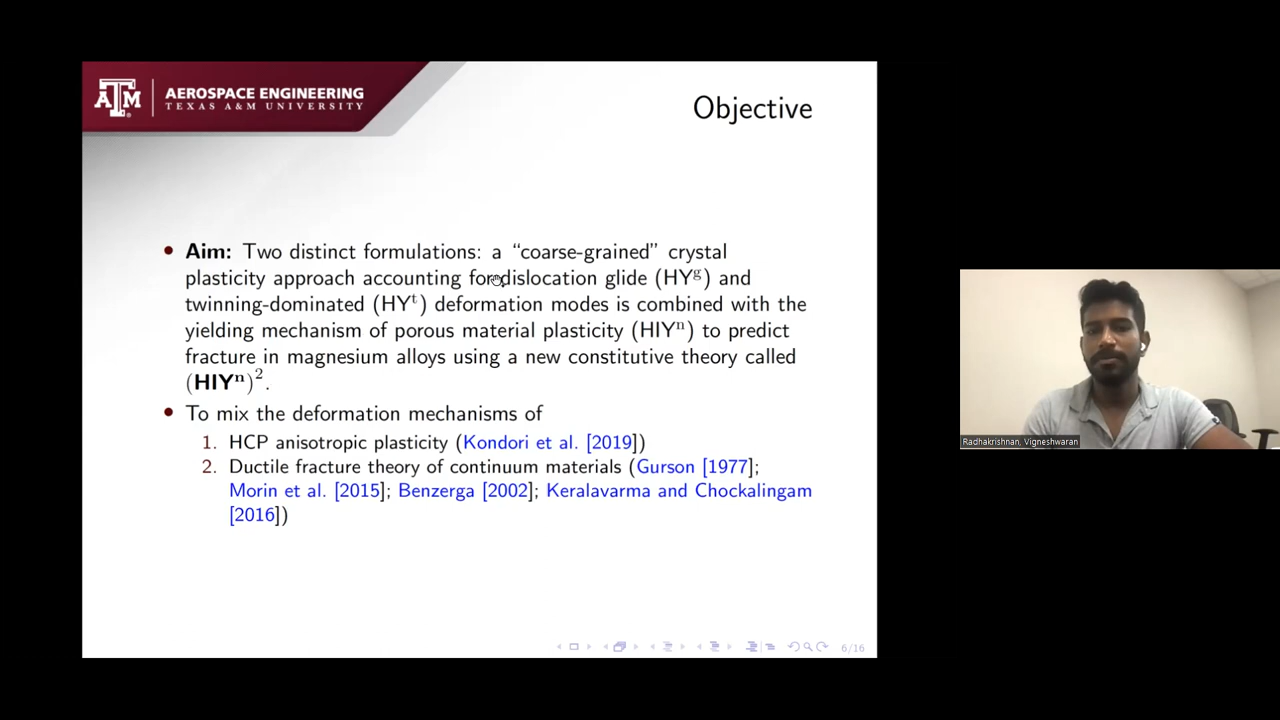 AEROSPACE ENGINEERING
TEXAS A&M UNIVERSITY
Objective
• Aim: Two distinct formulations: a “coarse-grained” crystal
plasticity approach accounting for dislocation glide (HYᵍ) and
twinning-dominated (HYᵗ) deformation modes is combined with the
yielding mechanism of porous material plasticity (HIYⁿ) to predict
fracture in magnesium alloys using a new constitutive theory called
(HIYⁿ)².
• To mix the deformation mechanisms of
1. HCP anisotropic plasticity (Kondori et al. [2019])
2. Ductile fracture theory of continuum materials (Gurson [1977];
Morin et al. [2015]; Benzerga [2002]; Keralavarma and Chockalingam
[2016])
6/16
Radhakrishnan, Vigneshwaran